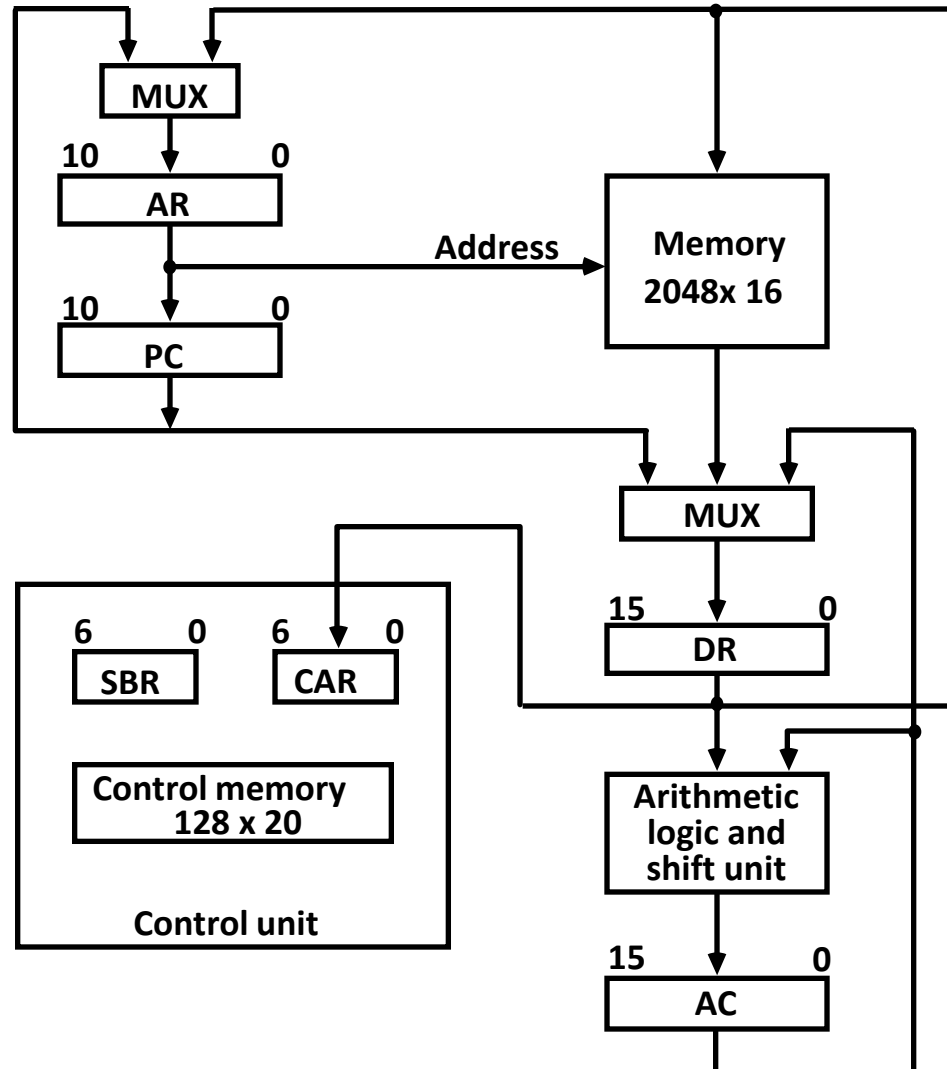 MUX
10 0
AR
Address
Memory
2048x 16
10 0
PC
MUX
15 0
DR
6 0
SBR
6 0
CAR
Control memory
128 x 20
Control unit
Arithmetic
logic and
shift unit
15 0
AC